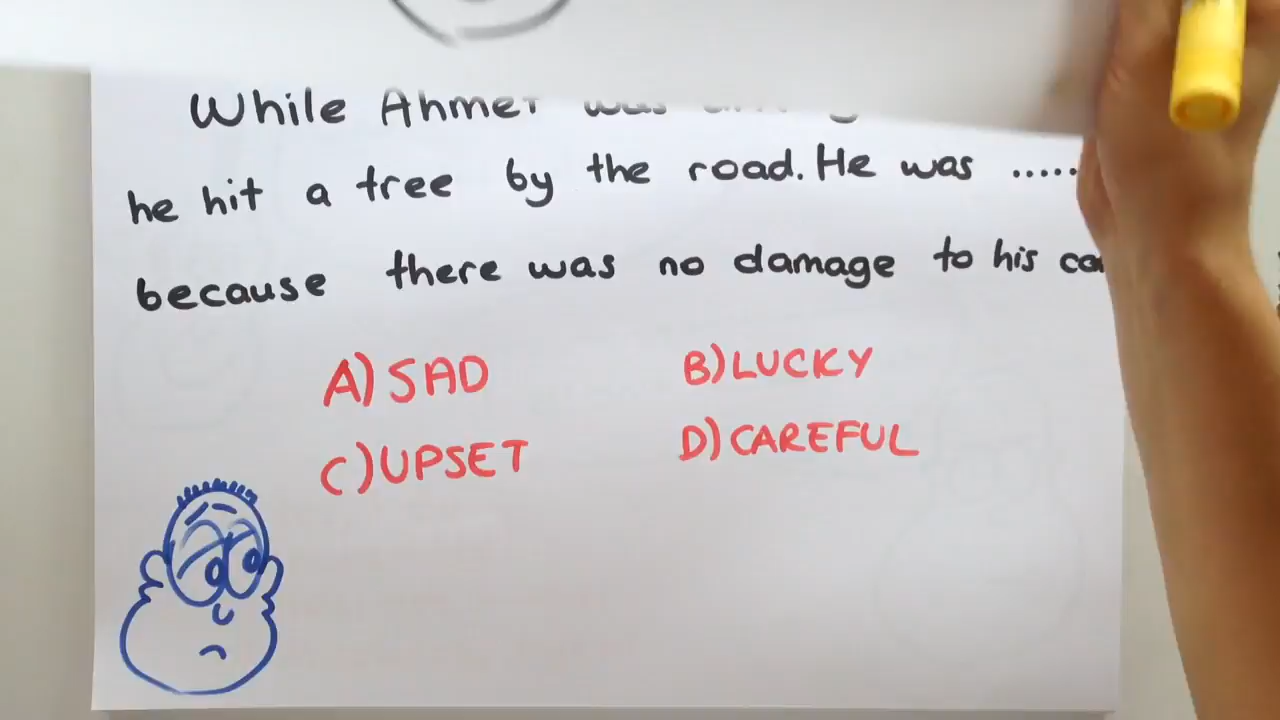 While Ahmet was
he hit a tree by the road. He was .....
because there was no damage to his
A) SAD
B) LUCKY
C) UPSET
D) CAREFUL